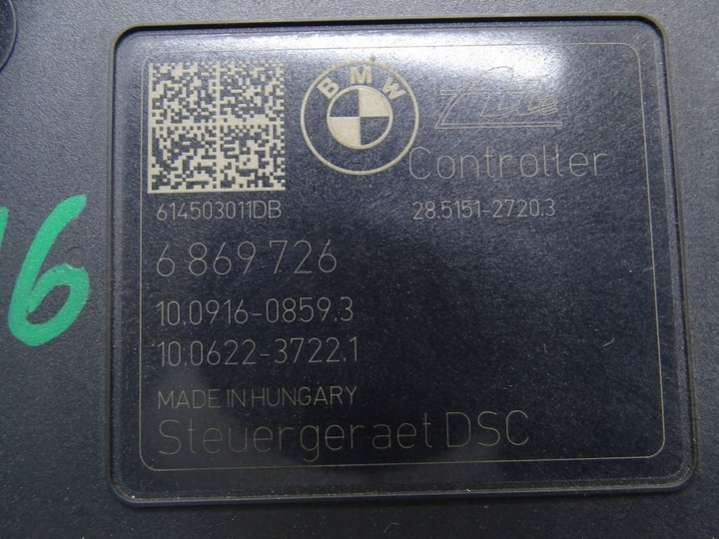 BMW
Ate
Controller
614503011DB
28.5151-2720.3
6 869 726
10.0916-0859.3
10.0622-3722.1
MADE IN HUNGARY
Steuergeraet DSC
16